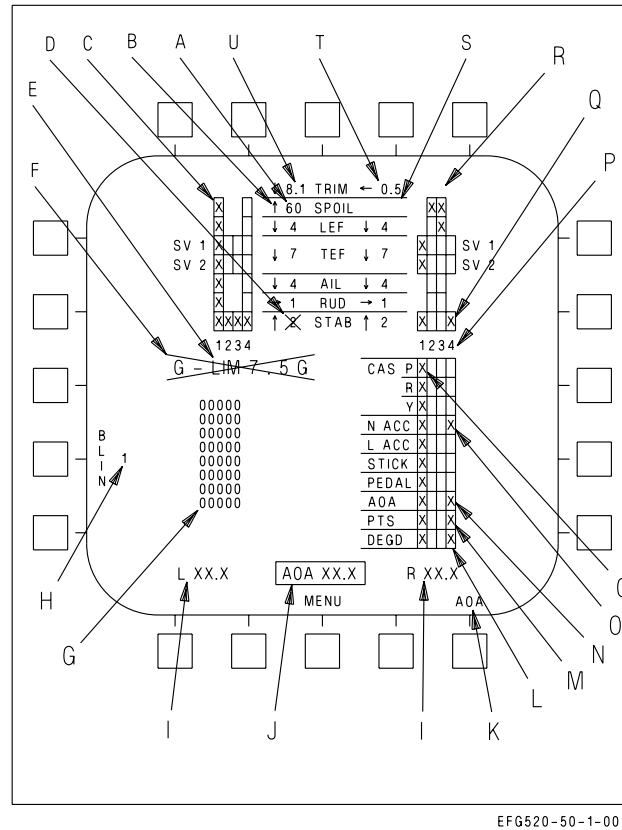 D C B A U T S
E R
Q
F P
8.1 TRIM ← 0.5
↑ 60 SPOIL
↓ 4 LEF ↓ 4
SV 1 ↓ 7 TEF ↓ 7 SV 1
SV 2 SV 2
↓ 4 AIL ↓ 4
→ 1 RUD → 1
XXXX ↑ 2 STAB ↑ 2 X X
1234 1234
G-LIM 7.5 G CAS P X
R X
00000 Y X
00000 N ACC X X
00000 L ACC X
00000 STICK X
00000 PEDAL X
00000 AOA X X
00000 PTS X X
00000 DEGD X X
BLIN 1
L XX.X AOA XX.X R XX.X
MENU AOA
H G I J I K L M N O
EFG520-50-1-00